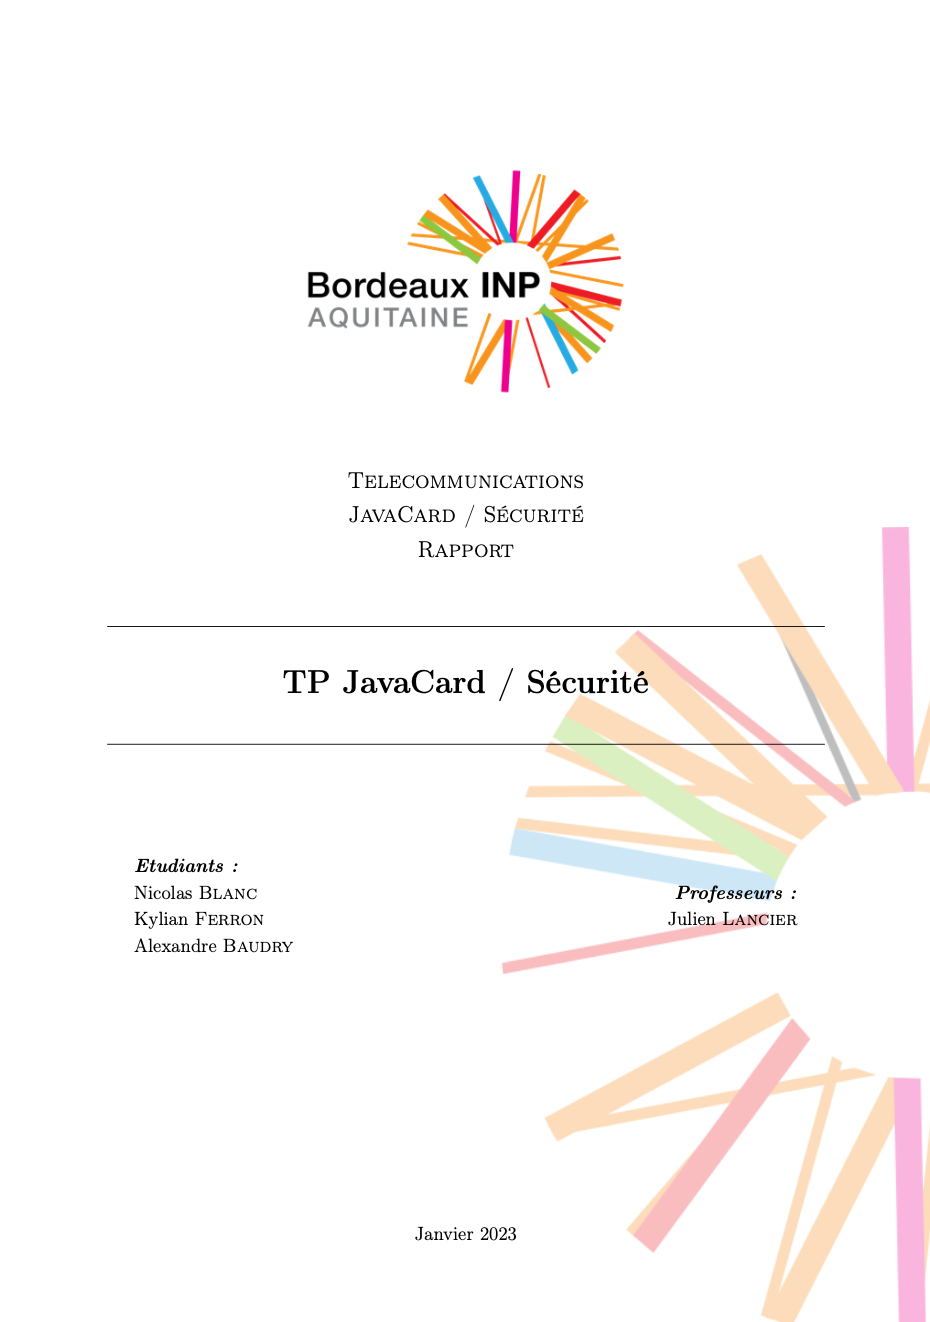 Bordeaux INP
AQUITAINE
Telecommunications
JavaCard / Sécurité
Rapport
TP JavaCard / Sécurité
Etudiants :
Nicolas Blanc
Kylian Ferron
Alexandre Baudry
Professeurs :
Julien Lancier
Janvier 2023